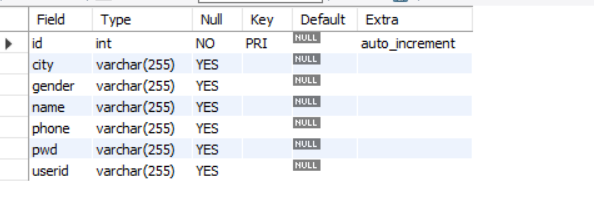 Field Type Null Key Default Extra
id int NO PRI NULL auto_increment
city varchar(255) YES NULL
gender varchar(255) YES NULL
name varchar(255) YES NULL
phone varchar(255) YES NULL
pwd varchar(255) YES NULL
userid varchar(255) YES NULL